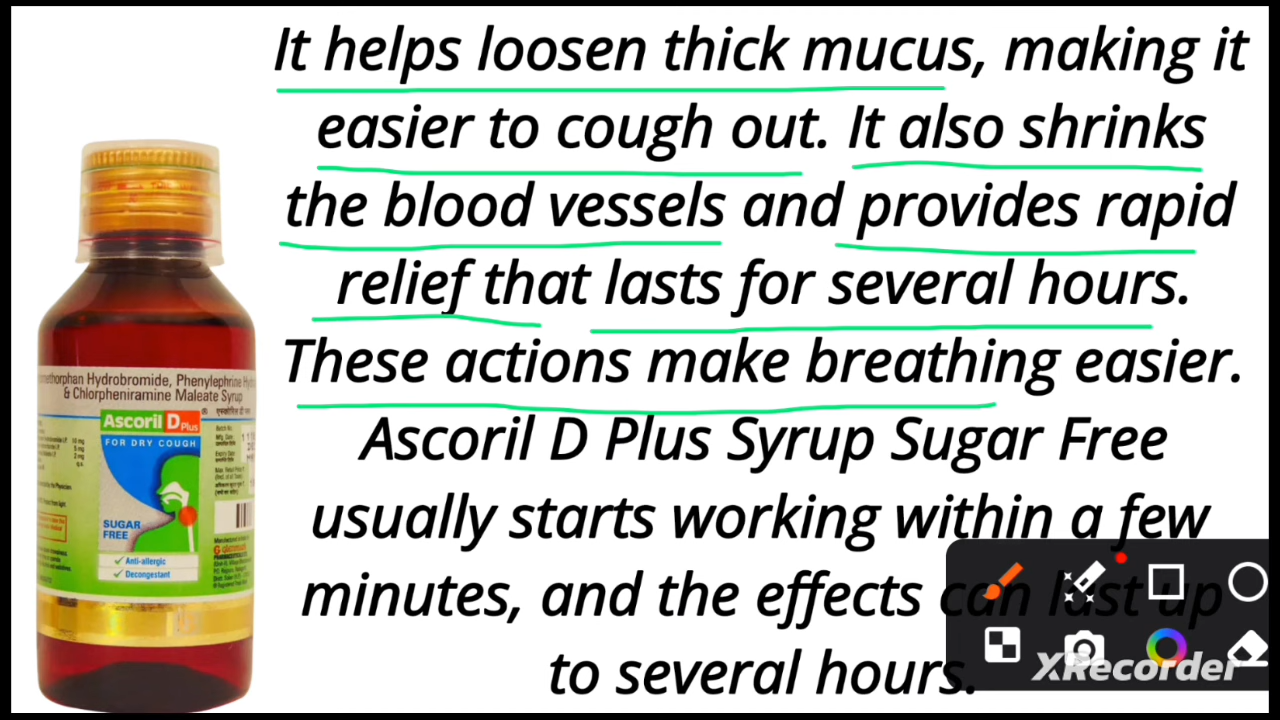 It helps loosen thick mucus, making it
easier to cough out. It also shrinks
the blood vessels and provides rapid
relief that lasts for several hours.
These actions make breathing easier.
Ascoril D Plus Syrup Sugar Free
usually starts working within a few
minutes, and the effects can last up
to several hours.
Hydrobromide, Phenylephrine
& Chlorpheniramine Maleate Syrup
Ascoril D Plus
FOR DRY COUGH
SUGAR
FREE
Anti-allergic
Decongestant
XRecorder